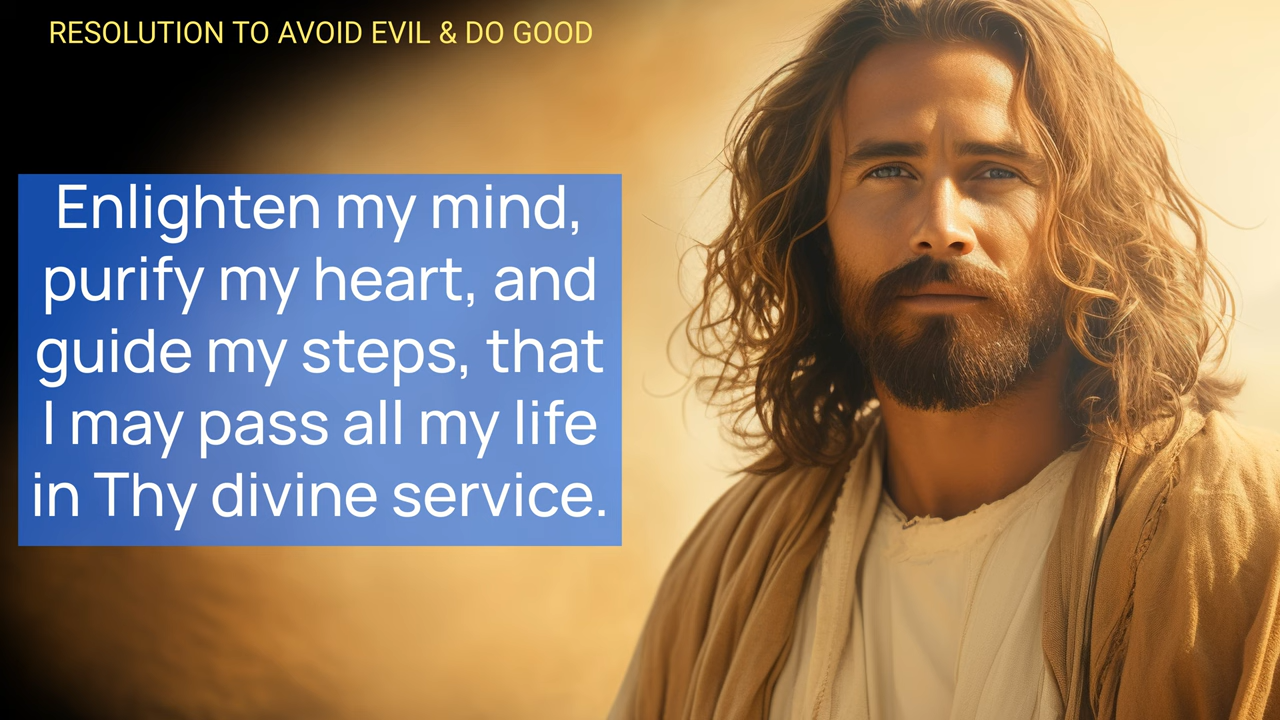 RESOLUTION TO AVOID EVIL & DO GOOD
Enlighten my mind,
purify my heart, and
guide my steps, that
I may pass all my life
in Thy divine service.